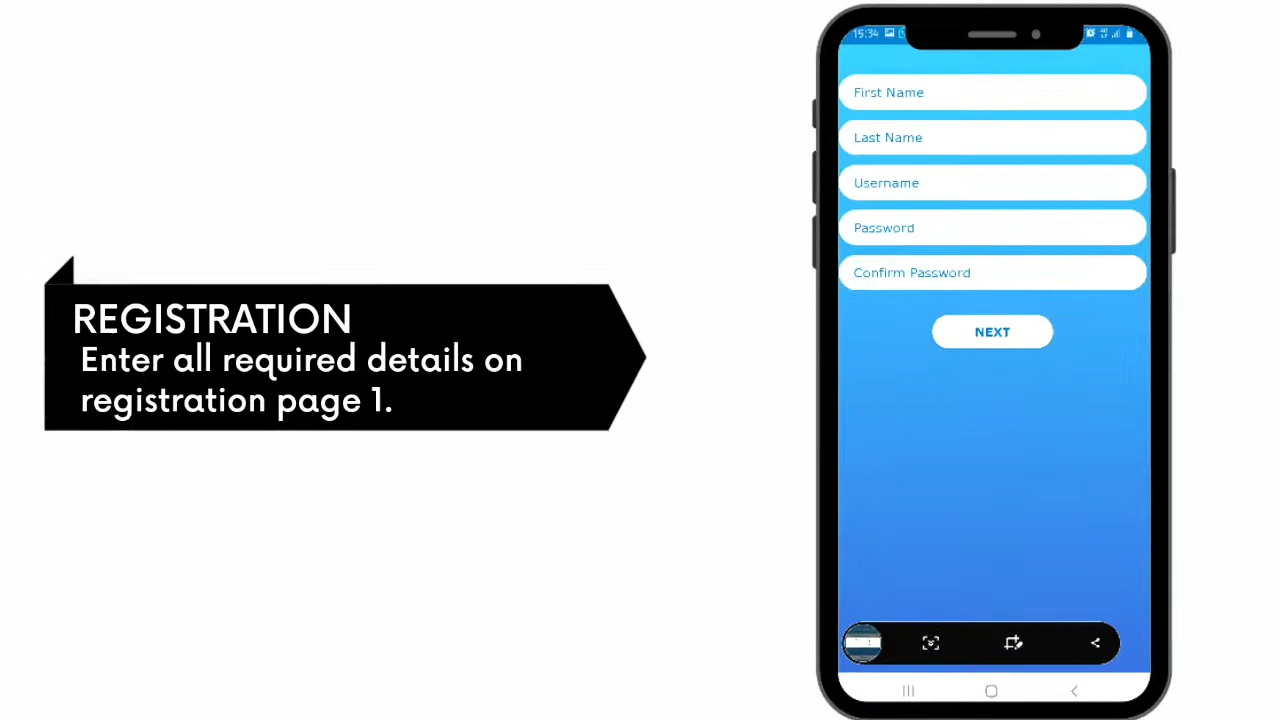 REGISTRATION
Enter all required details on
registration page 1.
15:34
First Name
Last Name
Username
Password
Confirm Password
NEXT